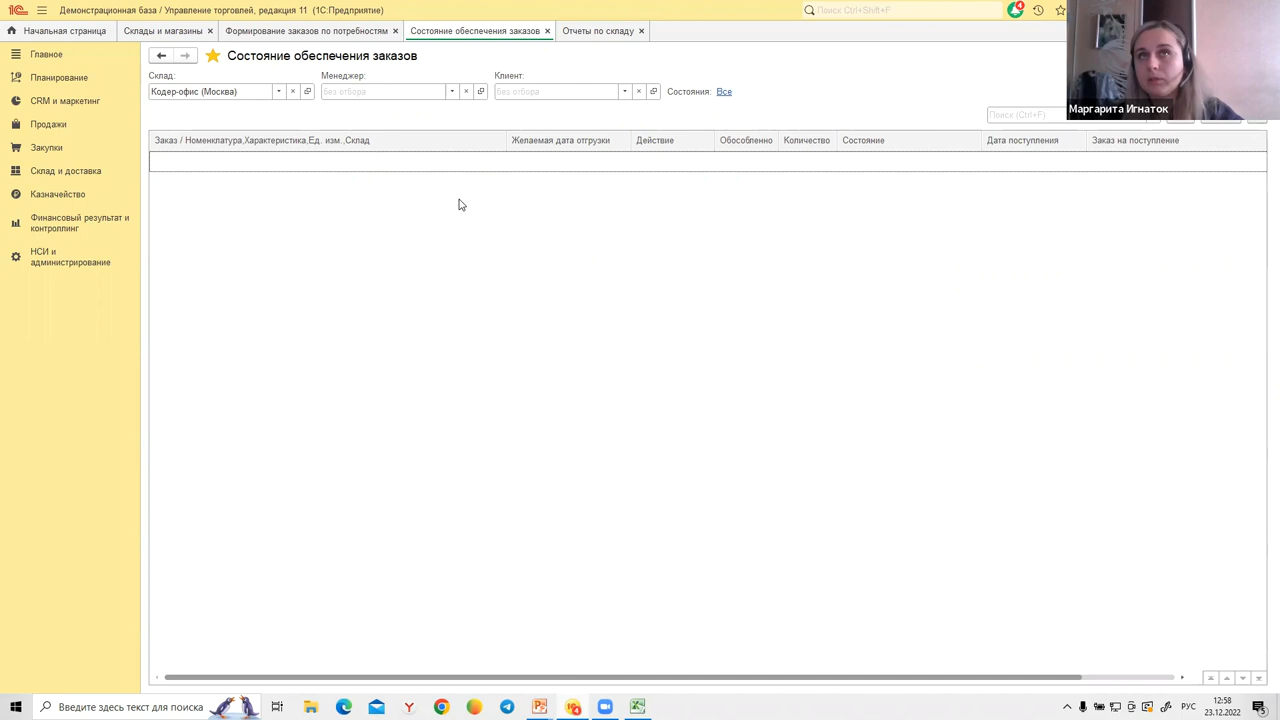 Демонстрационная база / Управление торговлей, редакция 11 (1С:Предприятие)
Поиск Ctrl+Shift+F
4
Начальная страница
Склады и магазины ×
Формирование заказов по потребностям ×
Состояние обеспечения заказов ×
Отчеты по складу ×
Главное
Планирование
CRM и маркетинг
Продажи
Закупки
Склад и доставка
Казначейство
Финансовый результат и
контроллинг
НСИ и
администрирование
Состояние обеспечения заказов
Склад:
Менеджер:
Клиент:
Кодер-офис (Москва)
без отбора
Без отбора
Состояния: Все
Маргарита Игнаток
Поиск (Ctrl+F)
Заказ / Номенклатура,Характеристика,Ед. изм.,Склад
Желаемая дата отгрузки
Действие
Обособленно
Количество
Состояние
Дата поступления
Заказ на поступление
Введите здесь текст для поиска
РУС
12:58
23.12.2022
5